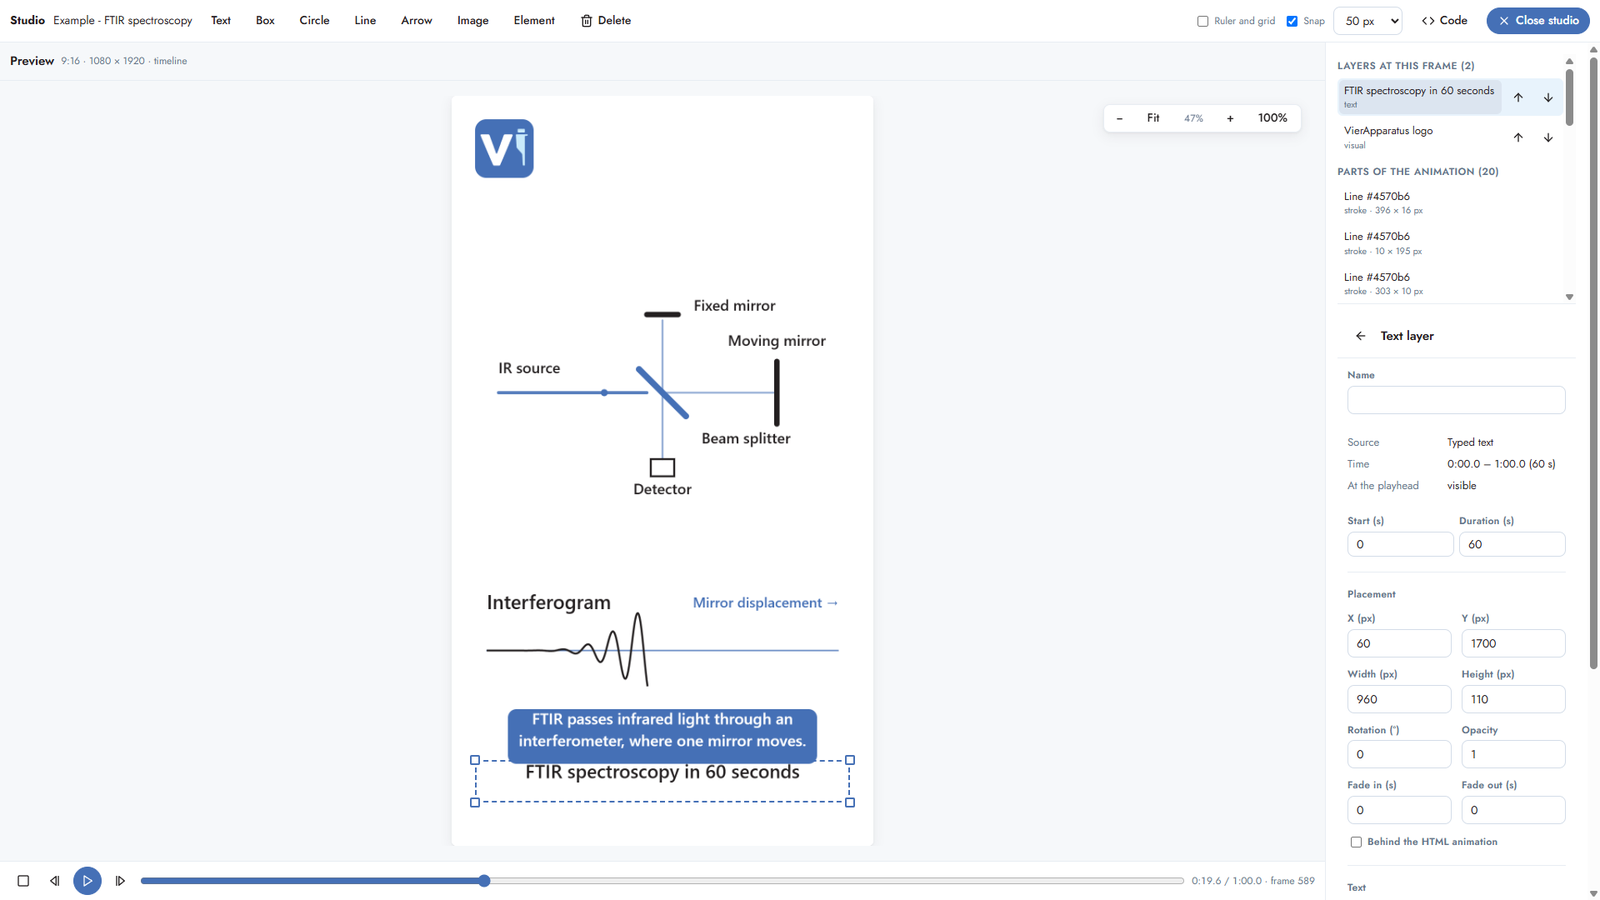 Studio Example - FTIR spectroscopy Text Box Circle Line Arrow Image Element Delete Ruler and grid Snap 50 px Code Close studio
Preview 9:16 · 1080 × 1920 · timeline
− Fit 47% + 100%
Vi
Fixed mirror
Moving mirror
IR source
Beam splitter
Detector
Interferogram Mirror displacement →
FTIR passes infrared light through an
interferometer, where one mirror moves.
FTIR spectroscopy in 60 seconds
0:19.6 / 1:00.0 · frame 589
LAYERS AT THIS FRAME (2)
FTIR spectroscopy in 60 seconds
text
VierApparatus logo
visual
PARTS OF THE ANIMATION (20)
Line #4570b6
stroke · 396 × 16 px
Line #4570b6
stroke · 10 × 195 px
Line #4570b6
stroke · 303 × 10 px
Text layer
Name
Source Typed text
Time 0:00.0 – 1:00.0 (60 s)
At the playhead visible
Start (s) Duration (s)
0 60
Placement
X (px) Y (px)
60 1700
Width (px) Height (px)
960 110
Rotation (°) Opacity
0 1
Fade in (s) Fade out (s)
0 0
Behind the HTML animation
Text